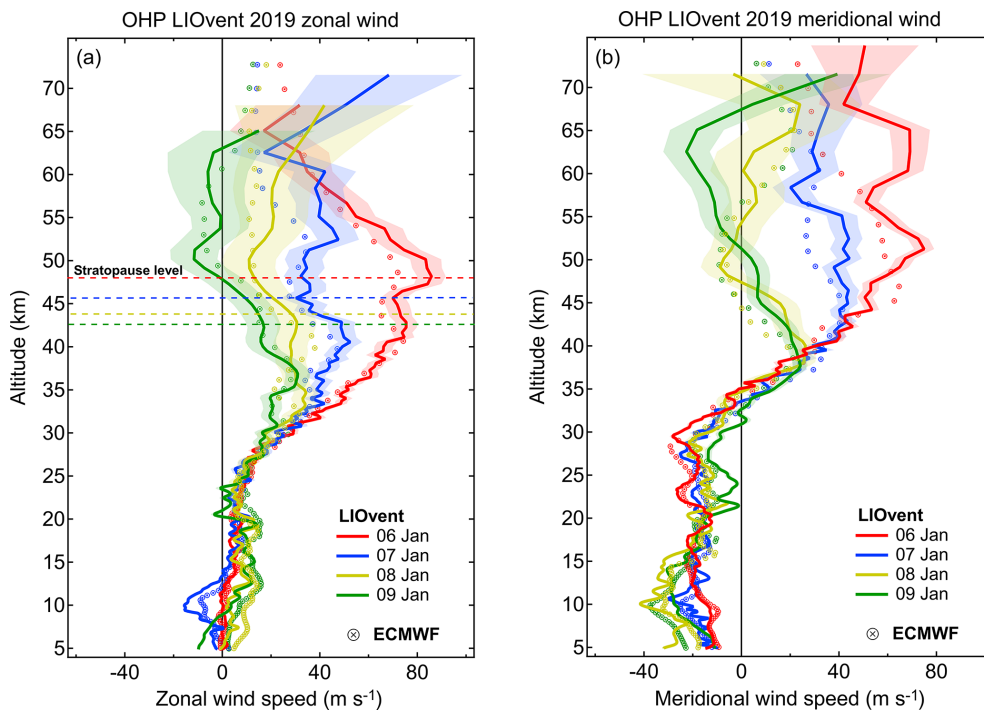 OHP LIOvent 2019 zonal wind
(a)
70
65
60
55
50
45
40
35
30
25
20
15
10
5
Altitude (km)
Stratopause level
LIOvent
06 Jan
07 Jan
08 Jan
09 Jan
ECMWF
-40
0
40
80
Zonal wind speed (m s⁻¹)
OHP LIOvent 2019 meridional wind
(b)
70
65
60
55
50
45
40
35
30
25
20
15
10
5
Altitude (km)
LIOvent
06 Jan
07 Jan
08 Jan
09 Jan
ECMWF
-40
0
40
80
Meridional wind speed (m s⁻¹)